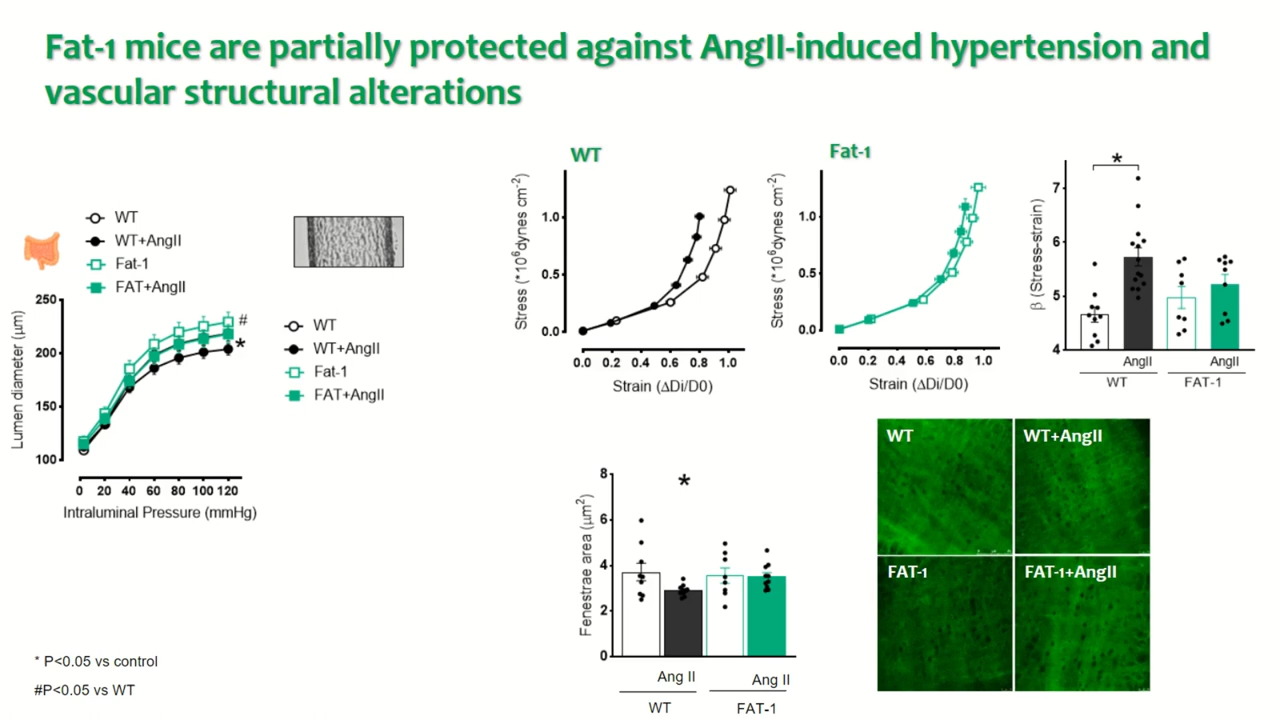 Fat-1 mice are partially protected against AngII-induced hypertension and
vascular structural alterations
WT
WT+AngII
Fat-1
FAT+AngII
250
200
150
100
Lumen diameter (µm)
#
*
0 20 40 60 80 100 120
Intraluminal Pressure (mmHg)
WT
WT+AngII
Fat-1
FAT+AngII
WT
Stress (*10⁶dynes cm⁻²)
1.0
0.5
0.0
0.0 0.2 0.4 0.6 0.8 1.0
Strain (ΔDi/D0)
Fat-1
Stress (*10⁶dynes cm⁻²)
1.0
0.5
0.0
0.0 0.2 0.4 0.6 0.8 1.0
Strain (ΔDi/D0)
*
β (Stress-strain)
7
6
5
4
AngII AngII
WT FAT-1
*
Fenestrae area (µm²)
8
6
4
2
0
Ang II Ang II
WT FAT-1
WT
WT+AngII
FAT-1
FAT-1+AngII
* P<0.05 vs control
#P<0.05 vs WT